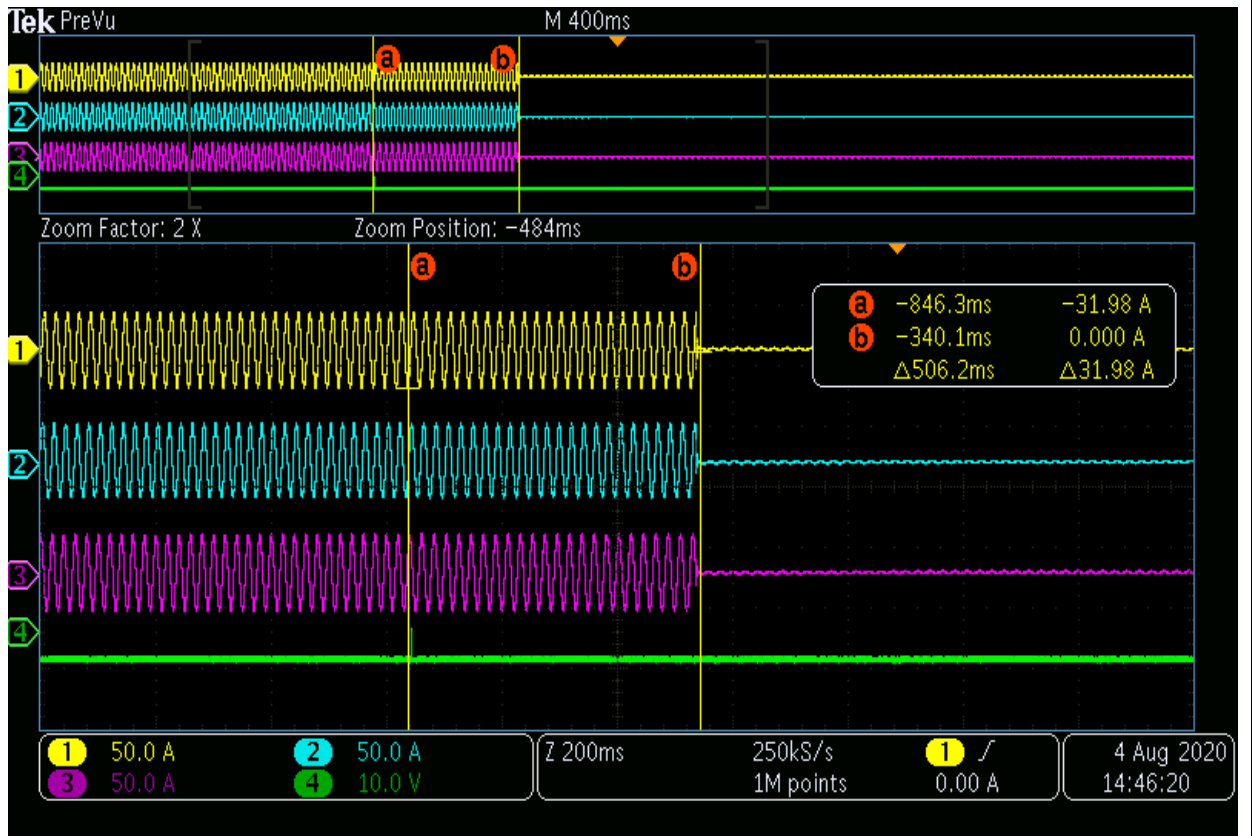 Tek PreVu M 400ms
a b
1
2
3
4
Zoom Factor: 2 X Zoom Position: −484ms
a b
a −846.3ms −31.98 A
b −340.1ms 0.000 A
Δ506.2ms Δ31.98 A
1
2
3
4
1 50.0 A 2 50.0 A Z 200ms 250kS/s 1 4 Aug 2020
3 50.0 A 4 10.0 V 1M points 0.00 A 14:46:20